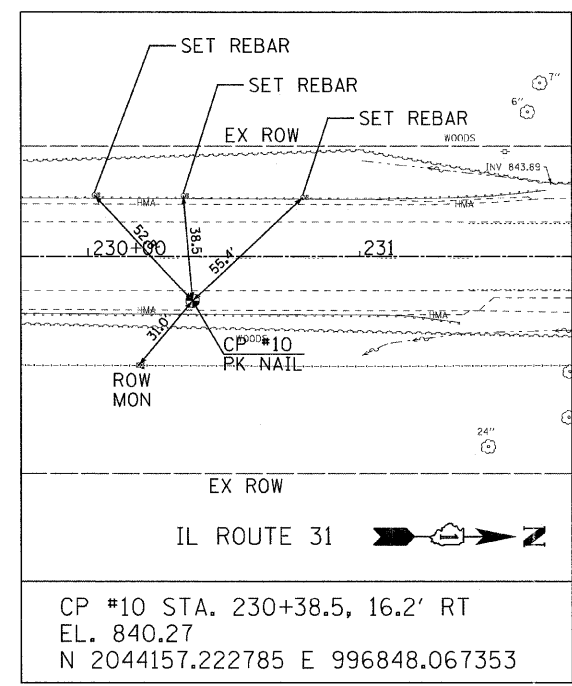 SET REBAR
SET REBAR
SET REBAR
7"
6"
EX ROW
WOODS
INV 843.69
HMA
HMA
38.5
55.4'
230+00
231
HMA
HMA
31.0'
WOODS
CP #10
PK NAIL
ROW
MON
24"
EX ROW
IL ROUTE 31
CP #10 STA. 230+38.5, 16.2' RT
EL. 840.27
N 2044157.222785 E 996848.067353